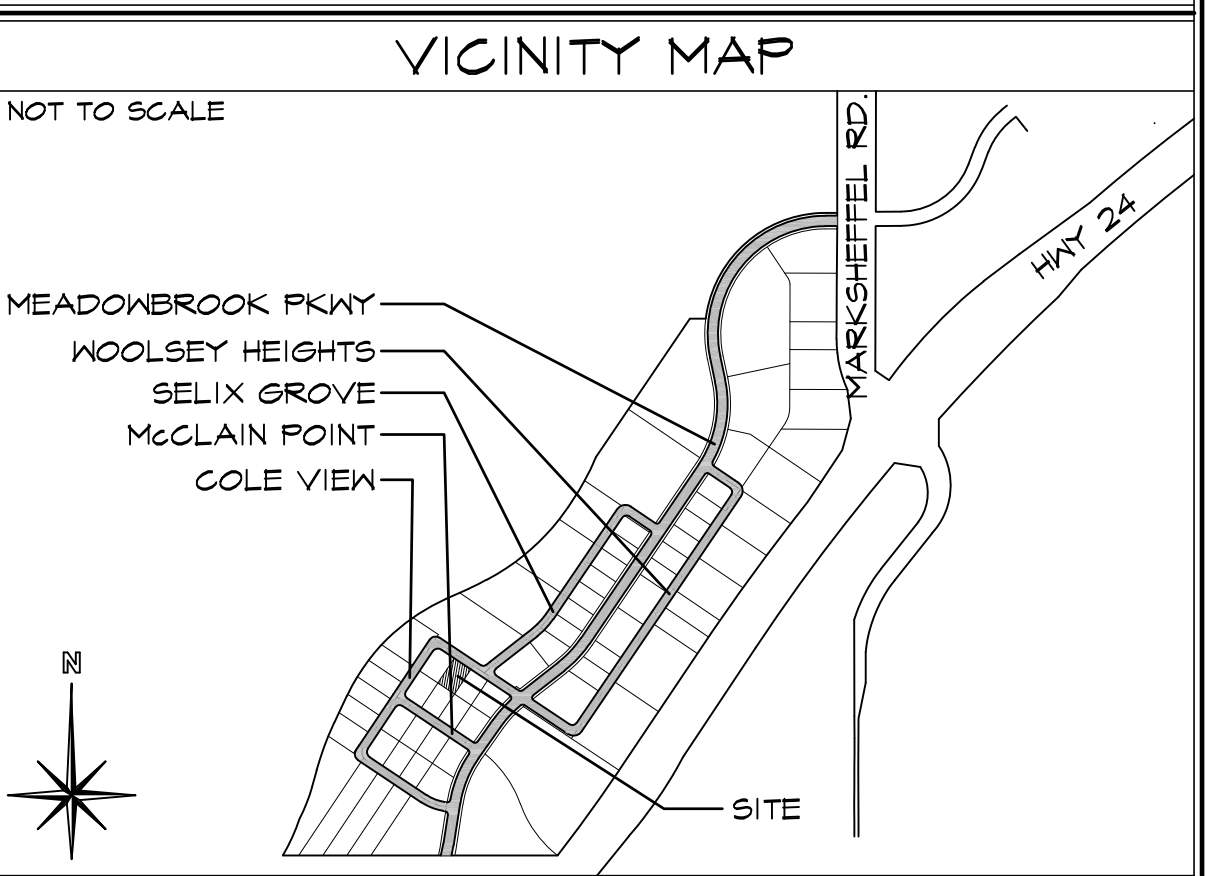 VICINITY MAP
NOT TO SCALE
MARKSHEFFEL RD.
HWY 24
MEADOWBROOK PKWY
WOOLSEY HEIGHTS
SELIX GROVE
McCLAIN POINT
COLE VIEW
N
SITE